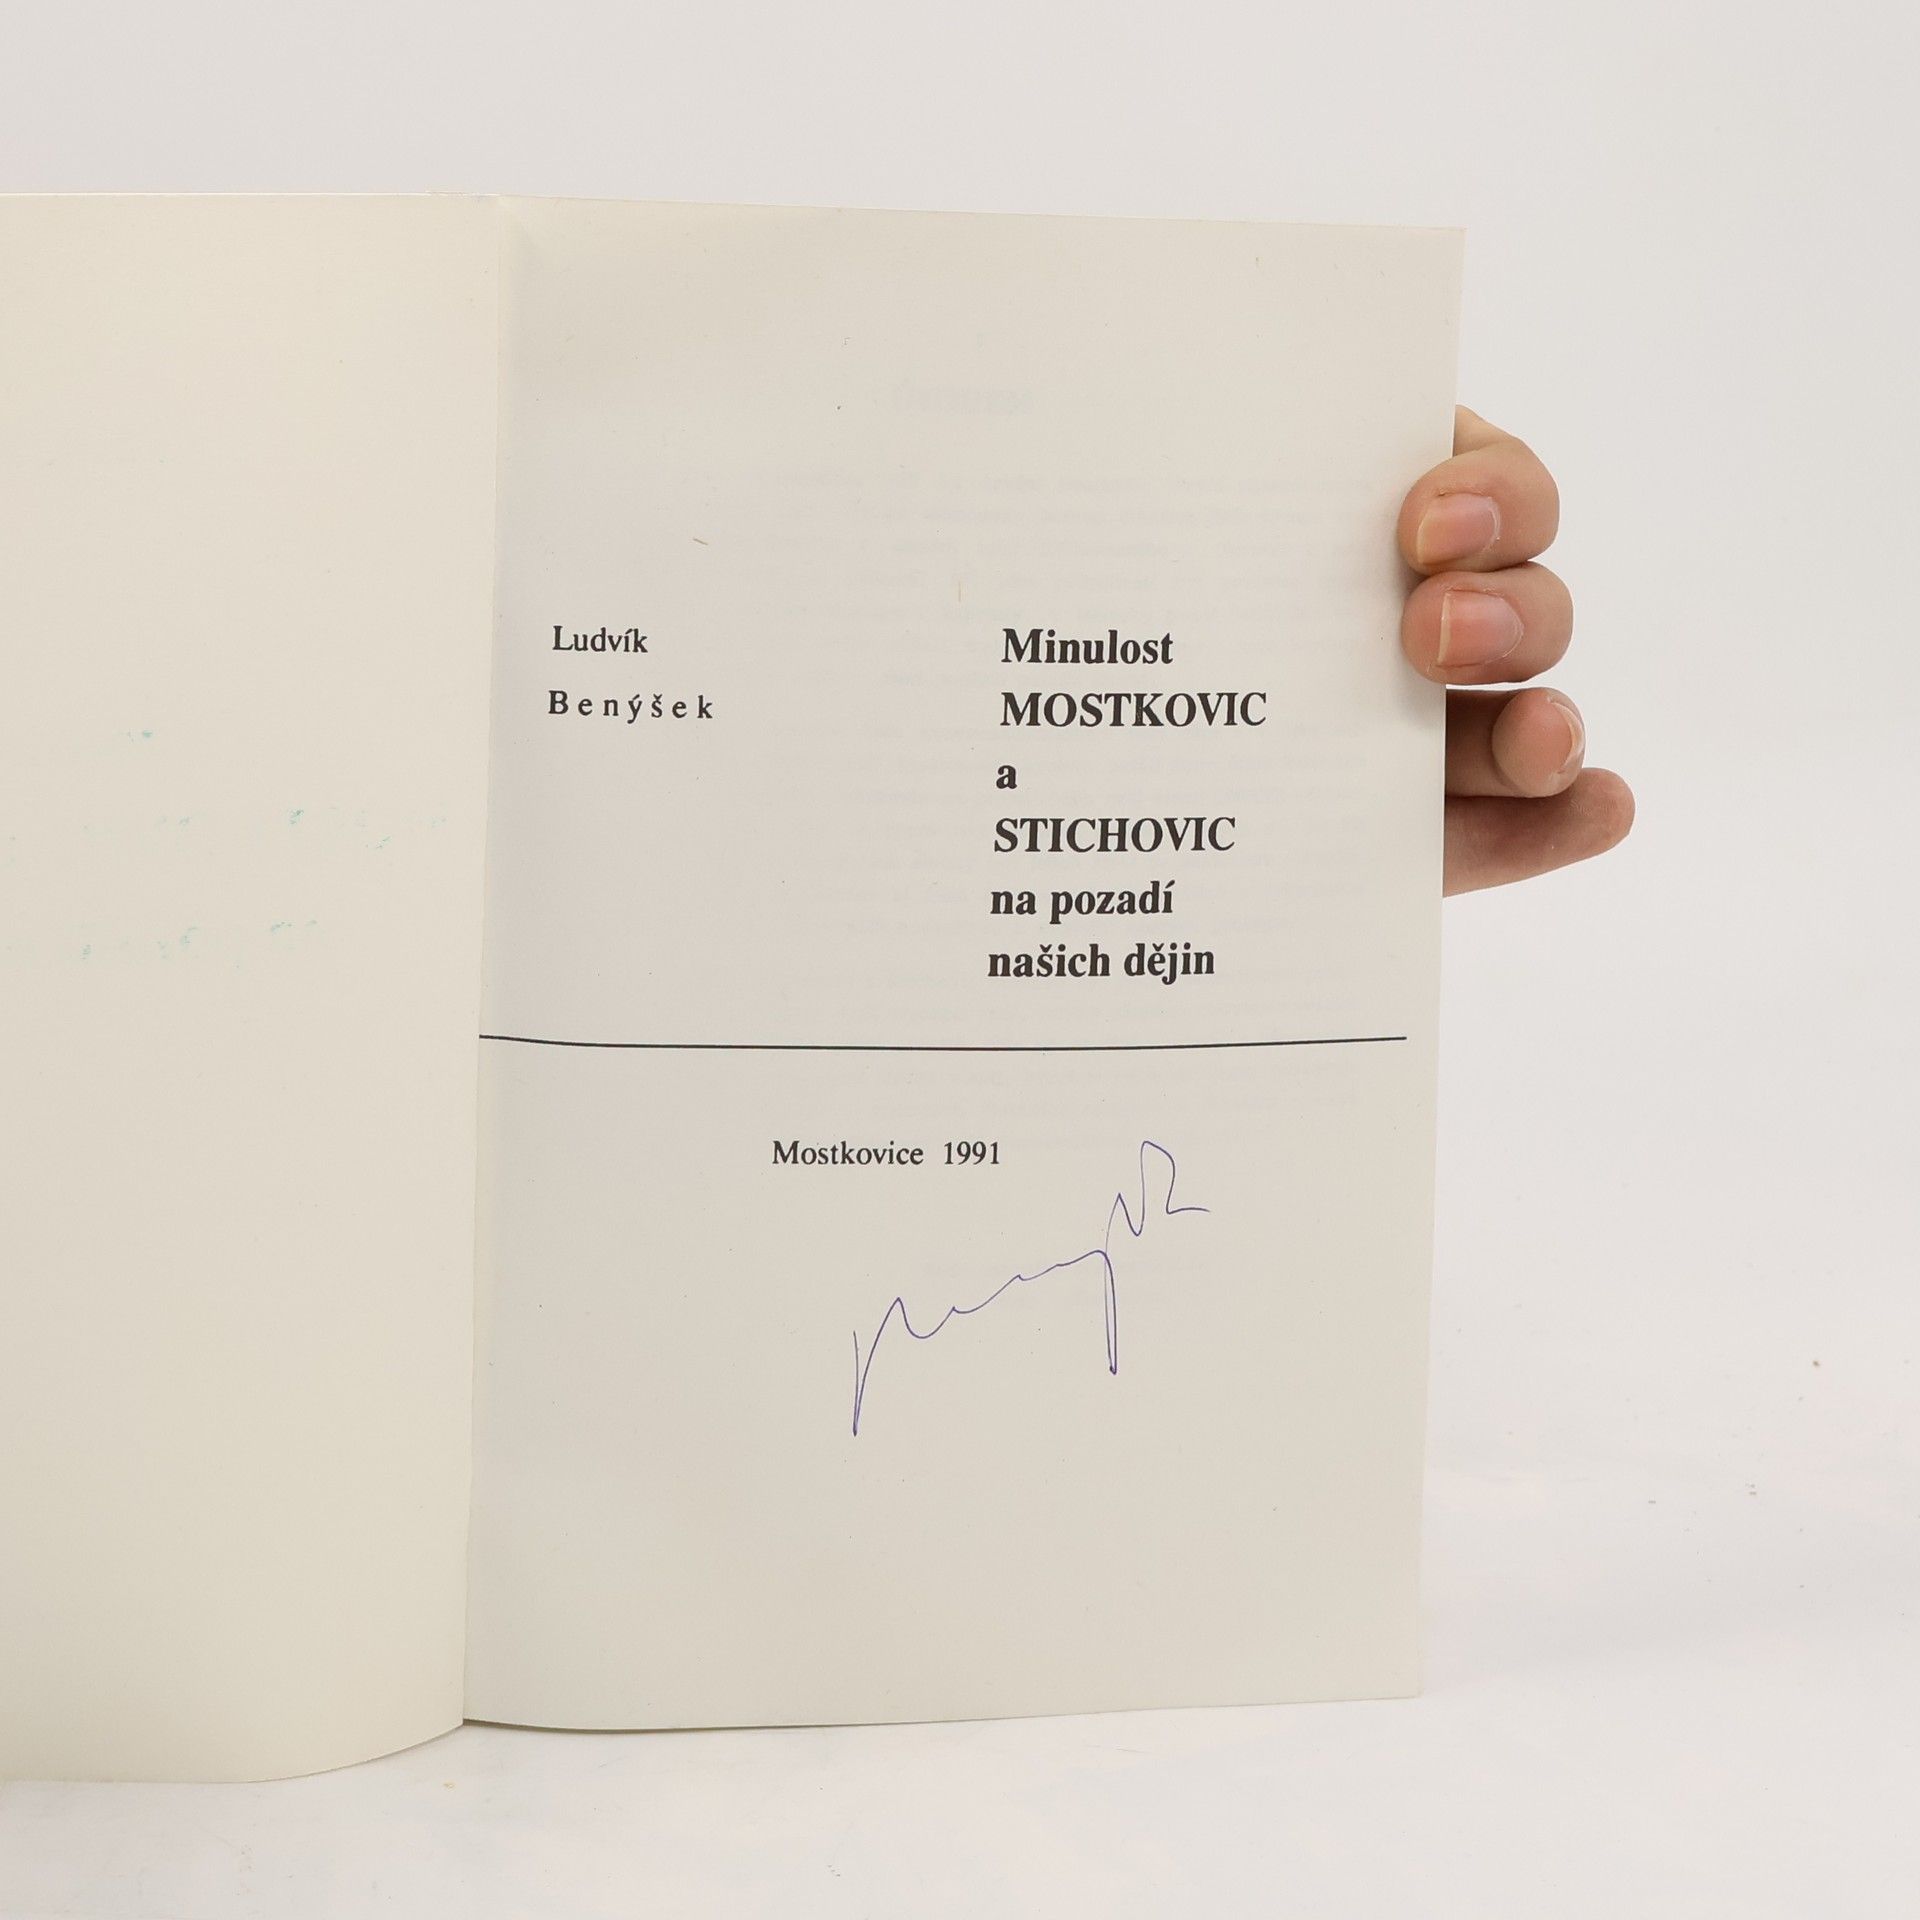 Ludvík
Benýšek
Minulost
MOSTKOVIC
a
STICHOVIC
na pozadí
našich dějin
Mostkovice 1991